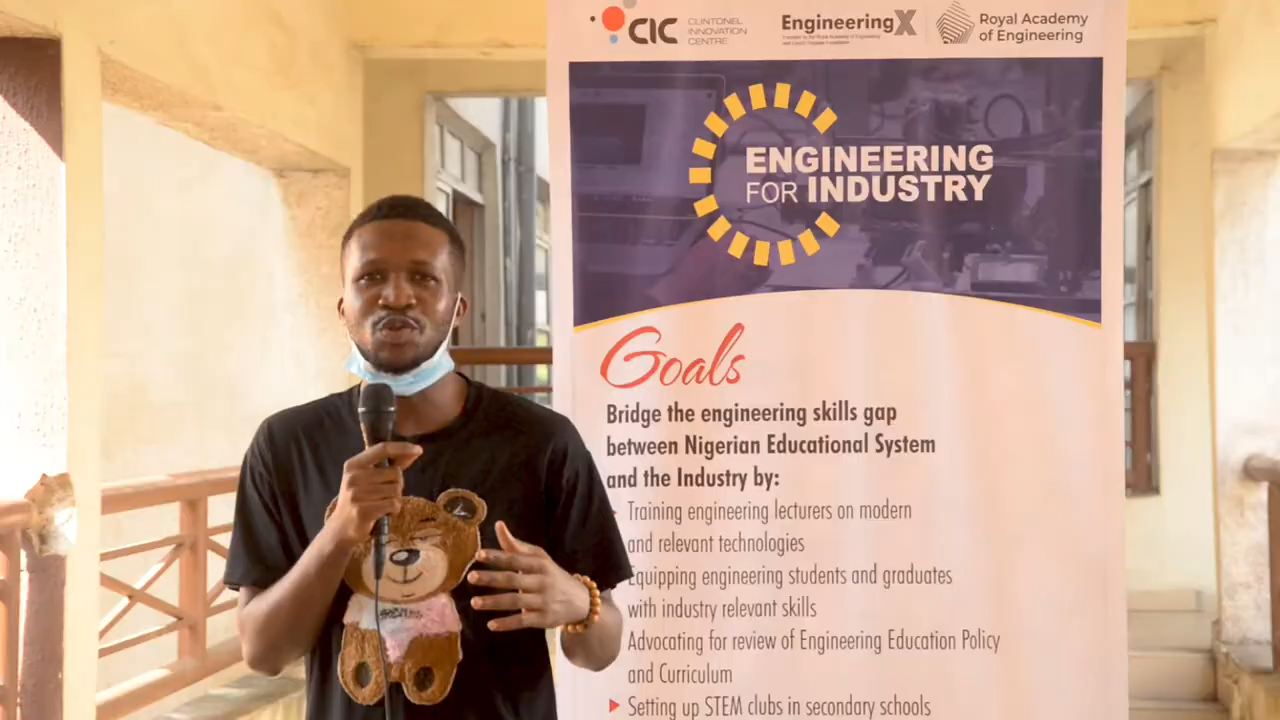 CIC
CLINTONEL
INNOVATION
CENTRE
EngineeringX
Royal Academy
of Engineering
ENGINEERING
FOR INDUSTRY
Goals
Bridge the engineering skills gap
between Nigerian Educational System
and the Industry by:
Training engineering lecturers on modern
and relevant technologies
Equipping engineering students and graduates
with industry relevant skills
Advocating for review of Engineering Education Policy
and Curriculum
Setting up STEM clubs in secondary schools